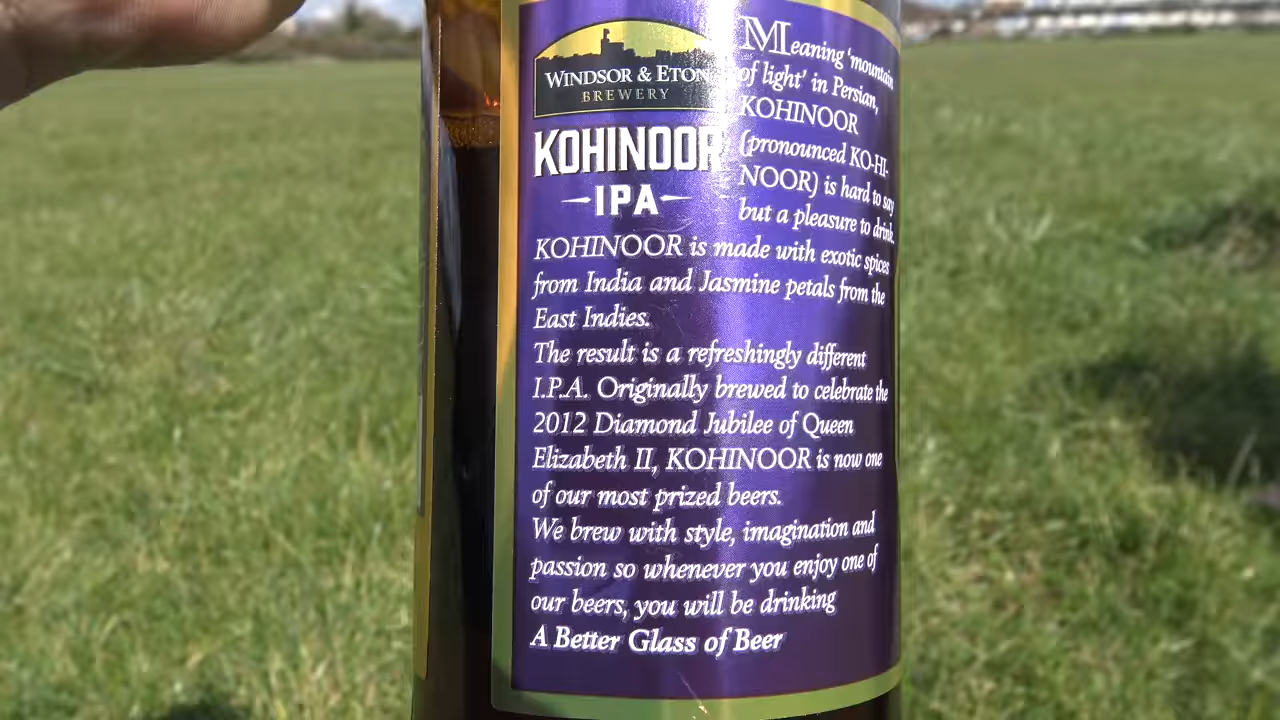 WINDSOR & ETON
BREWERY
KOHINOOR
IPA
Meaning 'mountain
of light' in Persian,
KOHINOOR
(pronounced KO-HI-
NOOR) is hard to say
but a pleasure to drink.
KOHINOOR is made with exotic spices
from India and Jasmine petals from the
East Indies.
The result is a refreshingly different
I.P.A. Originally brewed to celebrate the
2012 Diamond Jubilee of Queen
Elizabeth II, KOHINOOR is now one
of our most prized beers.
We brew with style, imagination and
passion so whenever you enjoy one of
our beers, you will be drinking
A Better Glass of Beer